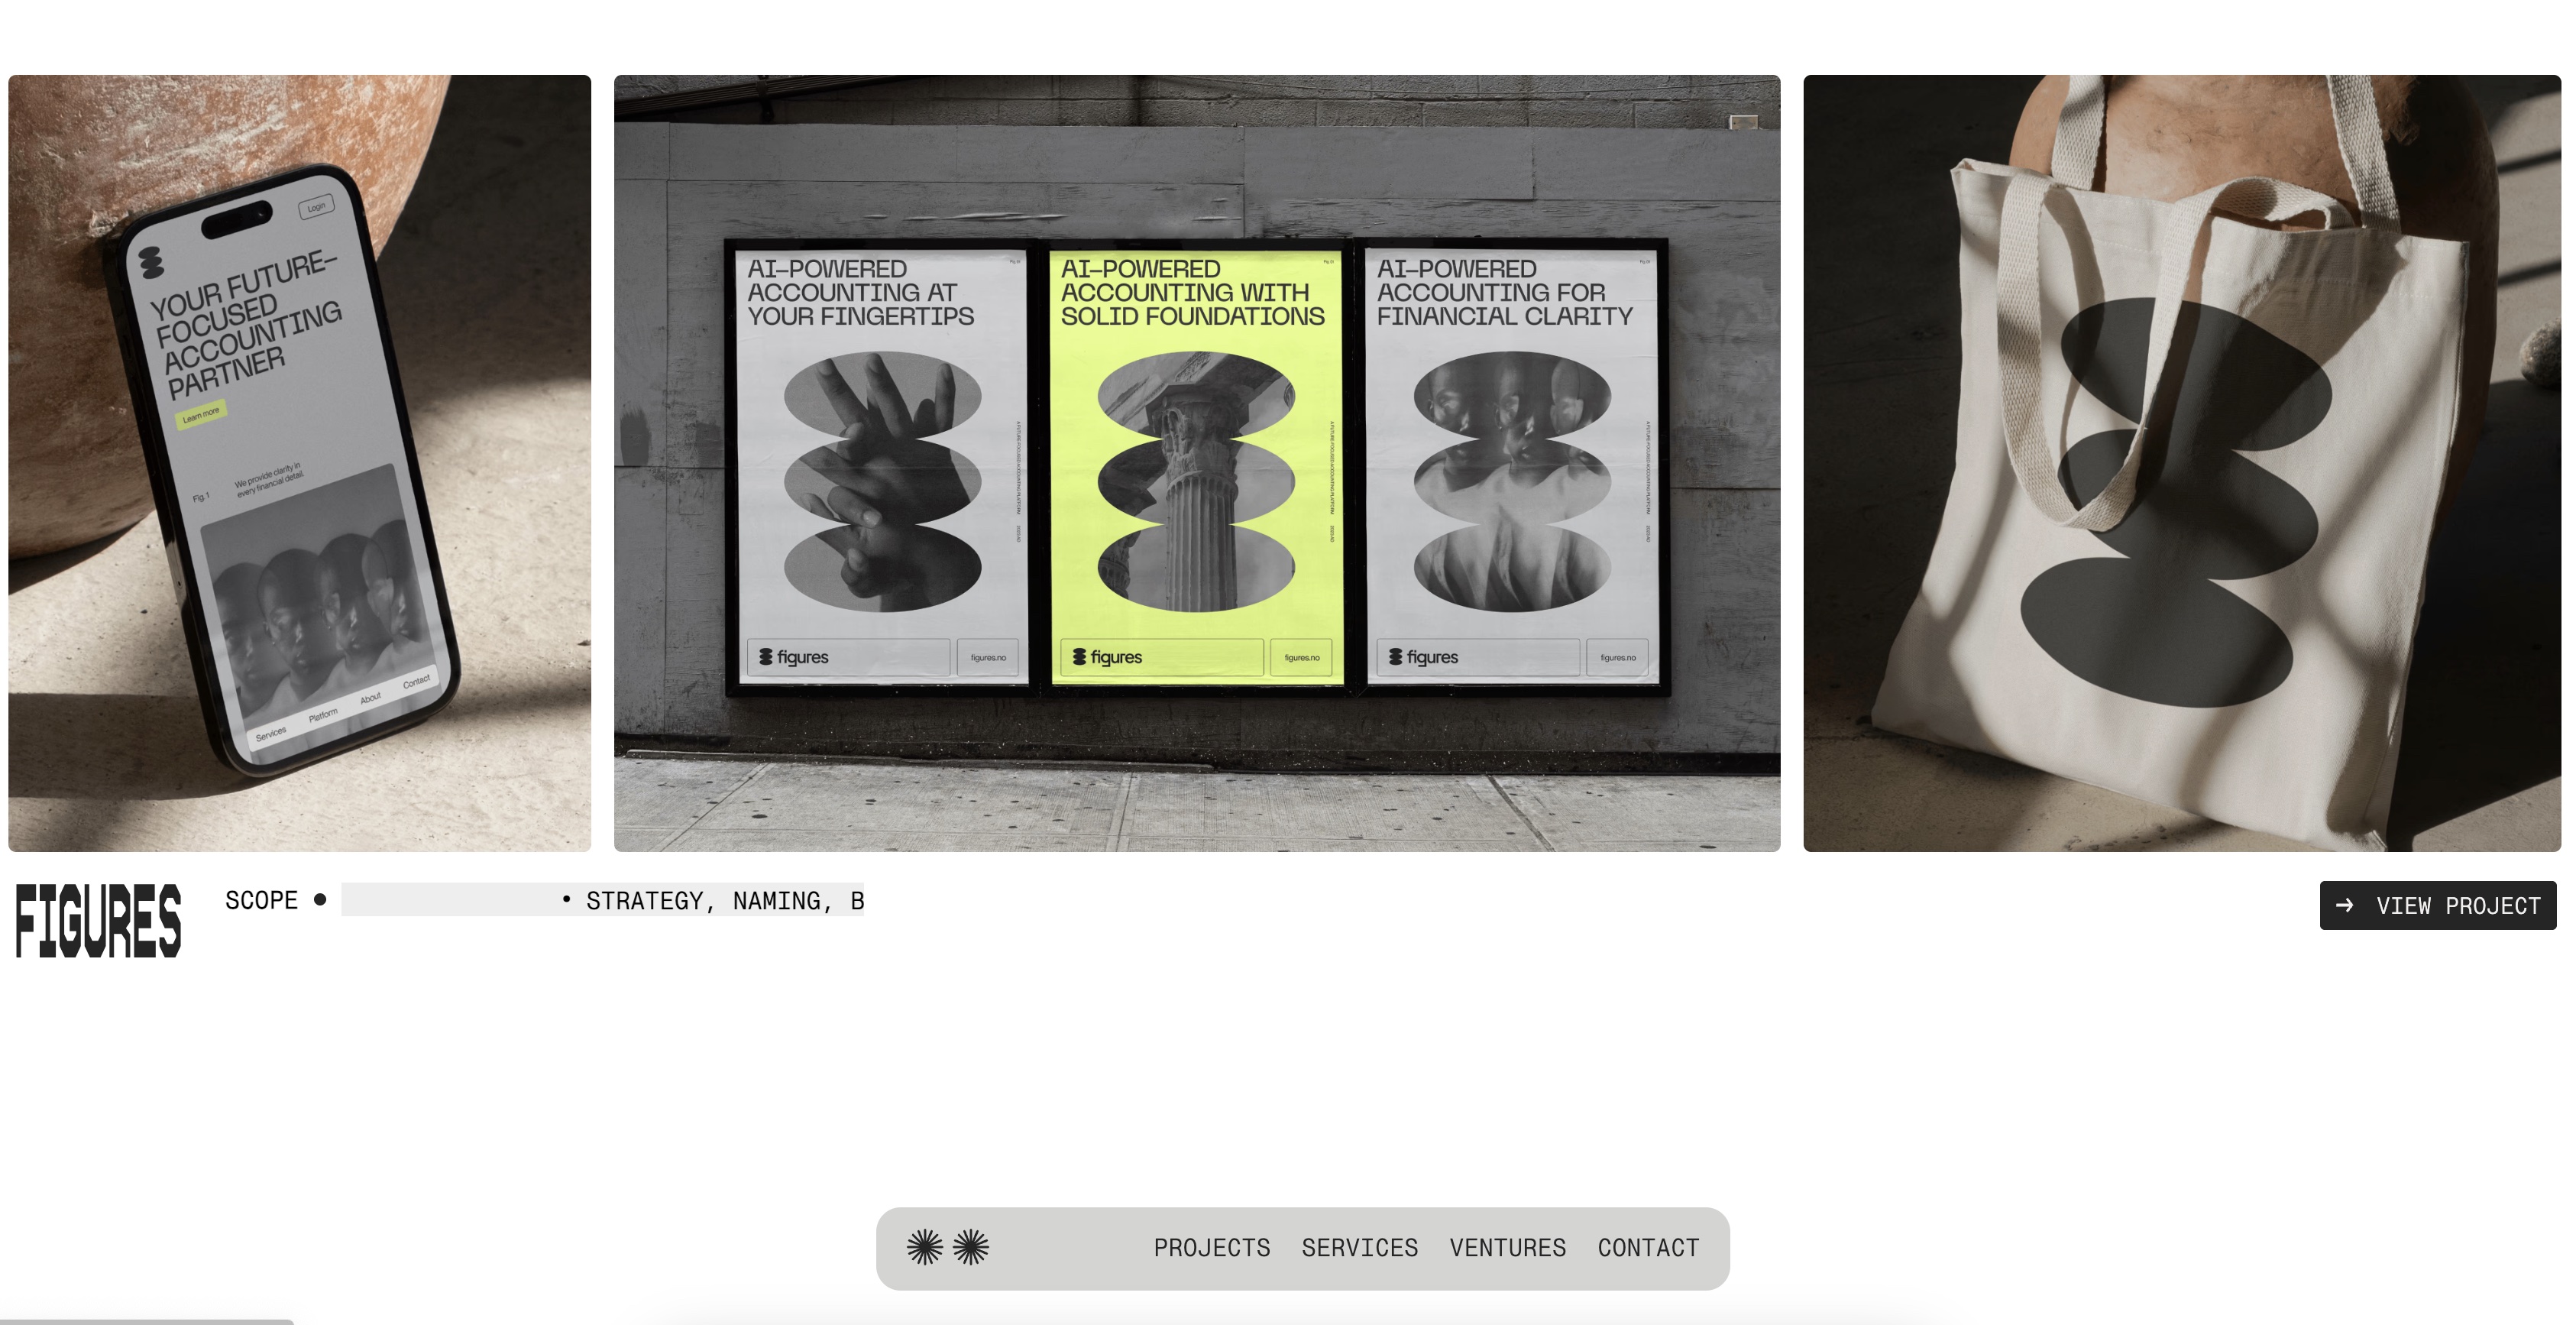 Login
YOUR FUTURE–
FOCUSED
ACCOUNTING
PARTNER
Learn more
Fig.1
We provide clarity in
every financial detail.
Services Platform About Contact
AI–POWERED
ACCOUNTING AT
YOUR FINGERTIPS
figures
figures.no
AI–POWERED
ACCOUNTING WITH
SOLID FOUNDATIONS
figures
figures.no
AI–POWERED
ACCOUNTING FOR
FINANCIAL CLARITY
figures
figures.no
FIGURES
SCOPE ● • STRATEGY, NAMING, B
→ VIEW PROJECT
PROJECTS SERVICES VENTURES CONTACT